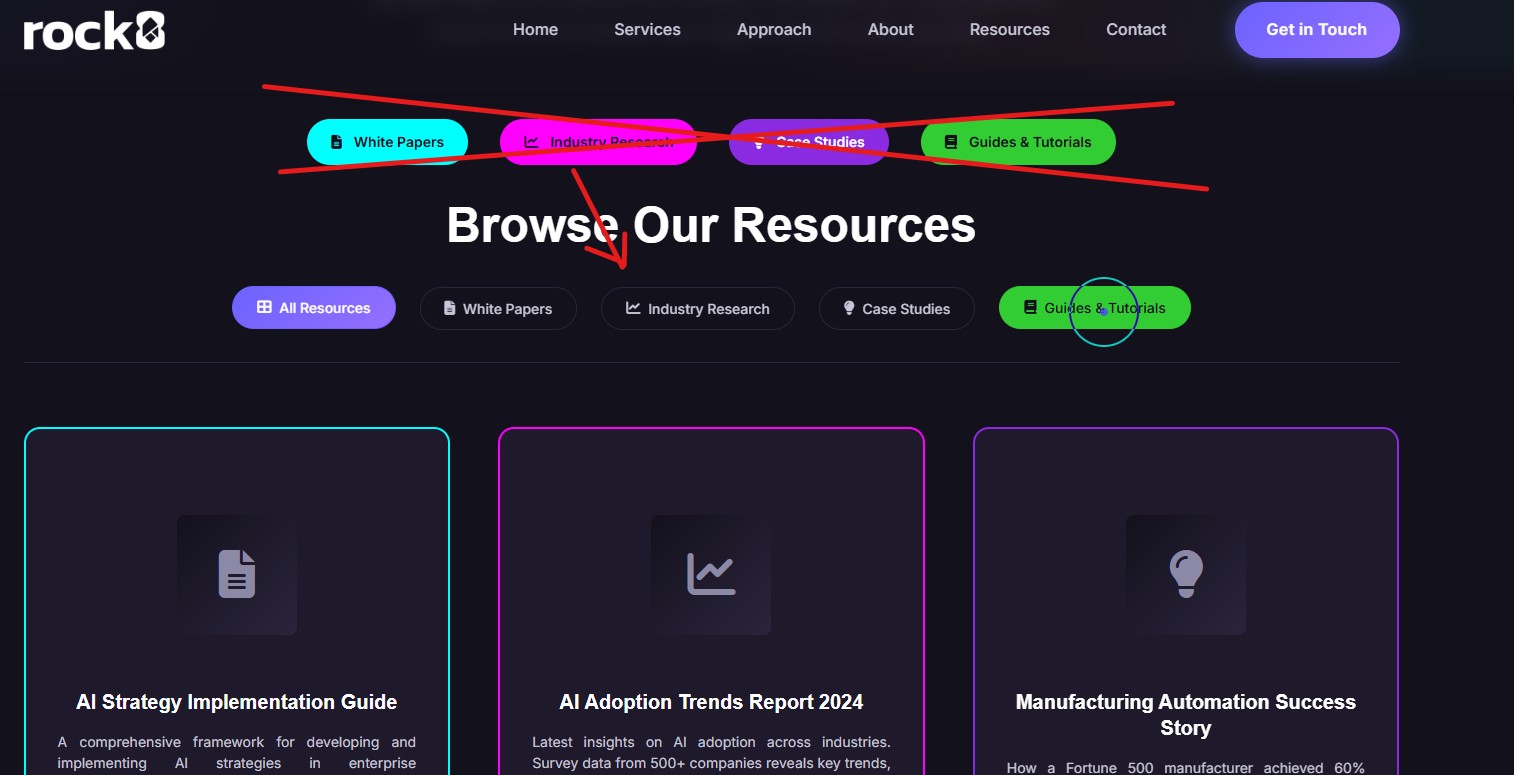 rock8
Home Services Approach About Resources Contact Get in Touch
White Papers Industry Research Case Studies Guides & Tutorials
Browse Our Resources
All Resources White Papers Industry Research Case Studies Guides & Tutorials
AI Strategy Implementation Guide
A comprehensive framework for developing and
implementing AI strategies in enterprise
AI Adoption Trends Report 2024
Latest insights on AI adoption across industries.
Survey data from 500+ companies reveals key trends,
Manufacturing Automation Success
Story
How a Fortune 500 manufacturer achieved 60%